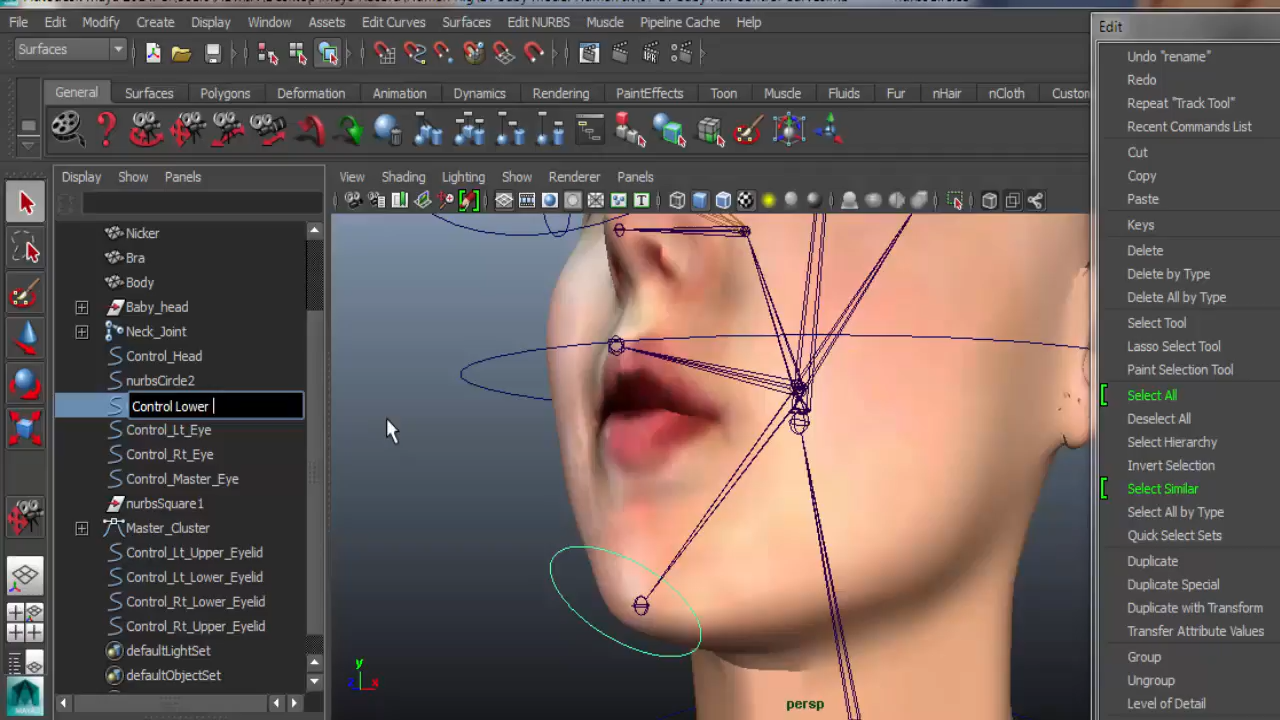 File Edit Modify Create Display Window Assets Edit Curves Surfaces Edit NURBS Muscle Pipeline Cache Help
Surfaces
General Surfaces Polygons Deformation Animation Dynamics Rendering PaintEffects Toon Muscle Fluids Fur nHair nCloth Custom
Display Show Panels
View Shading Lighting Show Renderer Panels
Nicker
Bra
Body
Baby_head
Neck_Joint
Control_Head
nurbsCircle2
Control Lower
Control_Lt_Eye
Control_Rt_Eye
Control_Master_Eye
nurbsSquare1
Master_Cluster
Control_Lt_Upper_Eyelid
Control_Lt_Lower_Eyelid
Control_Rt_Lower_Eyelid
Control_Rt_Upper_Eyelid
defaultLightSet
defaultObjectSet
y
z x
persp
Edit
Undo "rename"
Redo
Repeat "Track Tool"
Recent Commands List
Cut
Copy
Paste
Keys
Delete
Delete by Type
Delete All by Type
Select Tool
Lasso Select Tool
Paint Selection Tool
Select All
Deselect All
Select Hierarchy
Invert Selection
Select Similar
Select All by Type
Quick Select Sets
Duplicate
Duplicate Special
Duplicate with Transform
Transfer Attribute Values
Group
Ungroup
Level of Detail